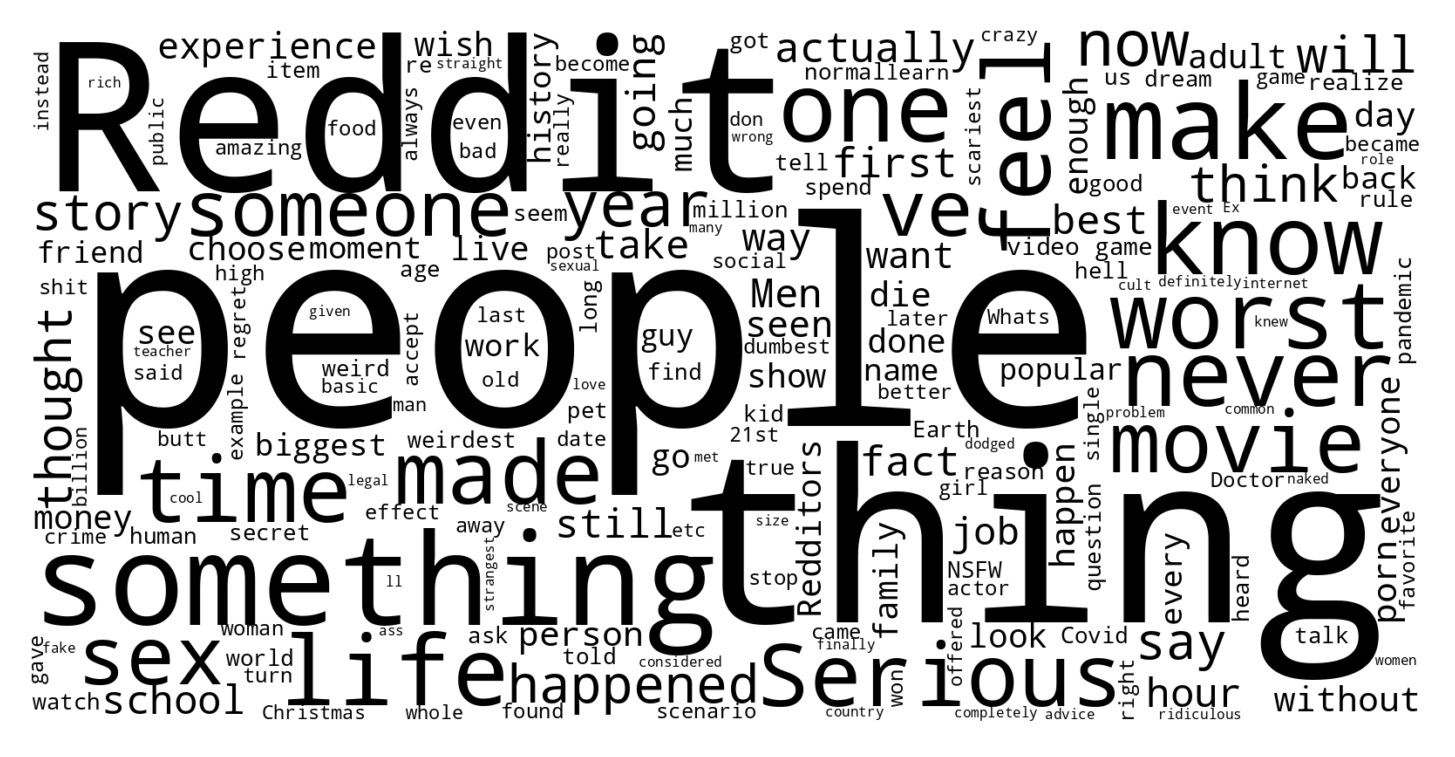 instead
rich
Reddit
experience
item
wish
re
straight
history
become
really
going
much
got
actually
crazy
normal
learn
now
adult
will
us
dream
game
realize
public
amazing
food
always
even
bad
don
wrong
one
feel
scariest
enough
make
day
became
role
tell
first
spend
good
think
back
rule
story
someone
seem
year
million
many
ve
best
event
Ex
know
friend
choose
moment
live
post
sexual
take
way
social
want
video game
hell
cult
definitely
internet
pandemic
shit
high
age
long
people
see
teacher
said
regret
given
weird
basic
accept
man
last
work
old
love
guy
find
Men
seen
dumbest
show
die
later
done
name
better
Whats
popular
worst
knew
never
thought
billion
butt
example
biggest
weirdest
pet
date
kid
21st
Earth
dodged
problem
common
single
movie
everyone
time
cool
legal
made
go
met
true
fact
reason
girl
happen
Doctor
naked
money
crime
human
secret
effect
away
scene
still
etc
size
Redditors
thing
job
question
porn
favorite
something
ll
strangest
stop
family
NSFW
actor
every
heard
gave
fake
sex
woman
world
turn
ass
life
ask
person
told
considered
came
finally
offered
look
Covid
say
talk
women
watch
school
Christmas
whole
happened
found
scenario
Serious
won
country
completely
advice
right
hour
ridiculous
without